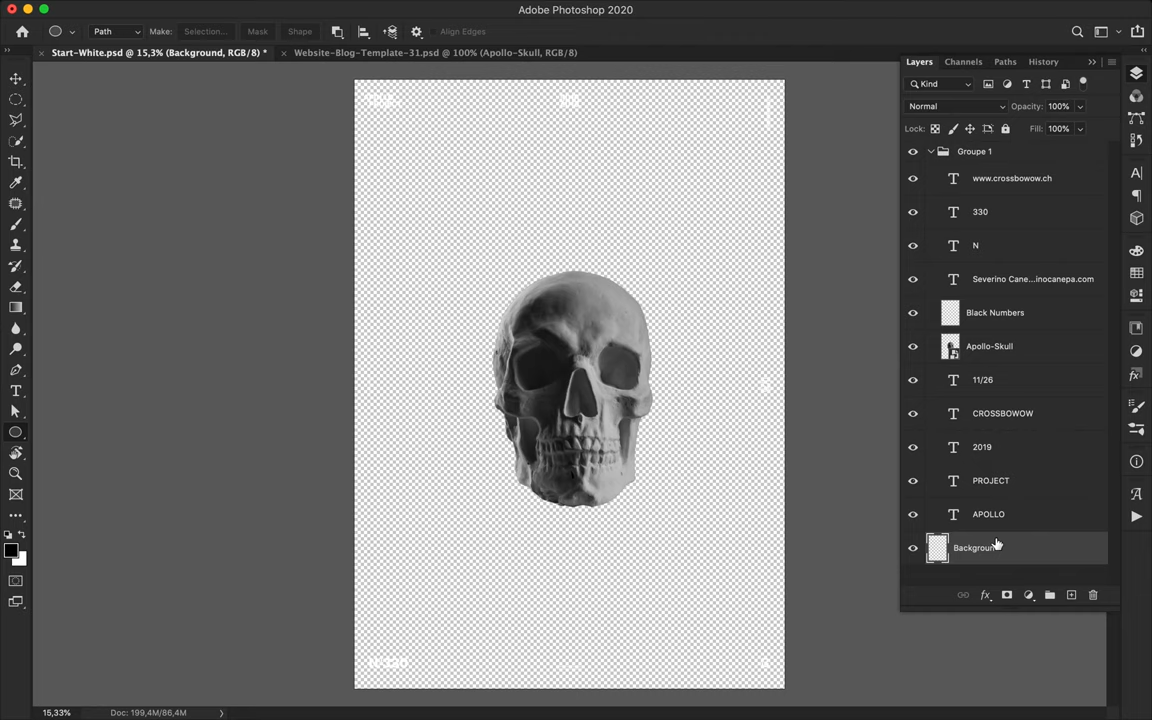 Adobe Photoshop 2020
Path
Make:
Selection...
Mask
Shape
Align Edges
Start-White.psd @ 15,3% (Background, RGB/8) *
Website-Blog-Template-31.psd @ 100% (Apollo-Skull, RGB/8)
Layers
Channels
Paths
History
Kind
Normal
Opacity: 100%
Lock:
Fill: 100%
Groupe 1
www.crossbowow.ch
330
N
Severino Cane...inocanepa.com
Black Numbers
Apollo-Skull
11/26
CROSSBOWOW
2019
PROJECT
APOLLO
N°330
15,33%
Doc: 199,4M/86,4M